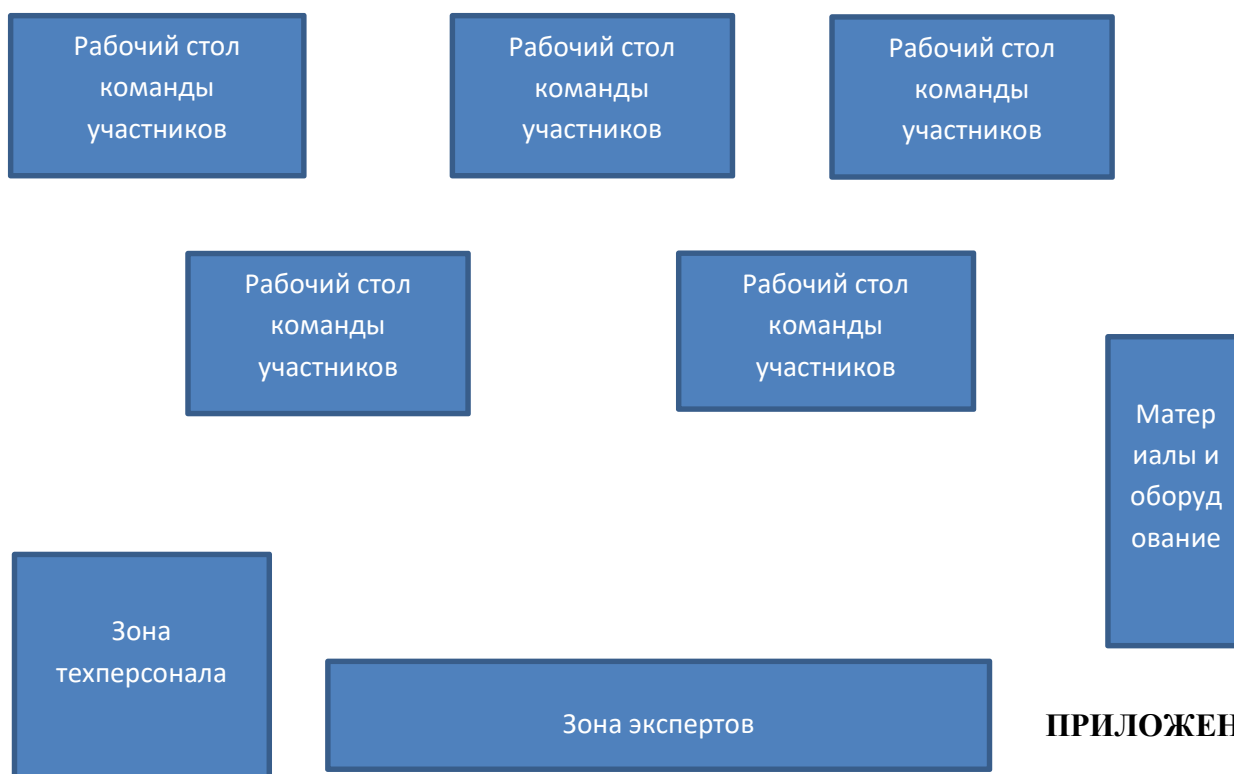 Рабочий стол
команды
участников
Рабочий стол
команды
участников
Рабочий стол
команды
участников
Рабочий стол
команды
участников
Рабочий стол
команды
участников
Матер
иалы и
оборуд
ование
Зона
техперсонала
Зона экспертов
ПРИЛОЖЕН